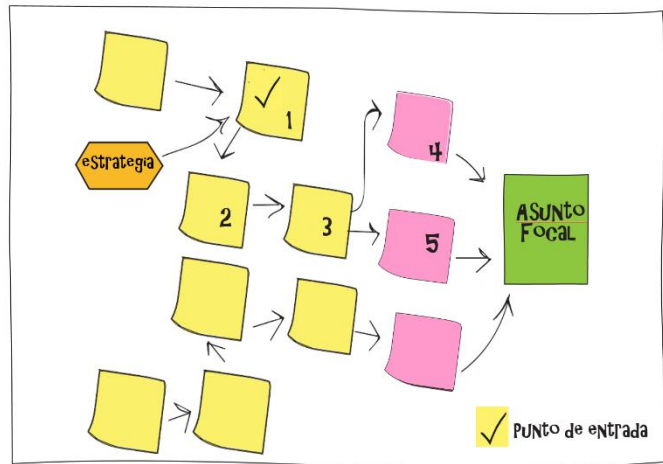 ✓
1
estrategia
4
2
3
5
ASUNTO
FOCAL
✓ PUNTO de ENTRADA